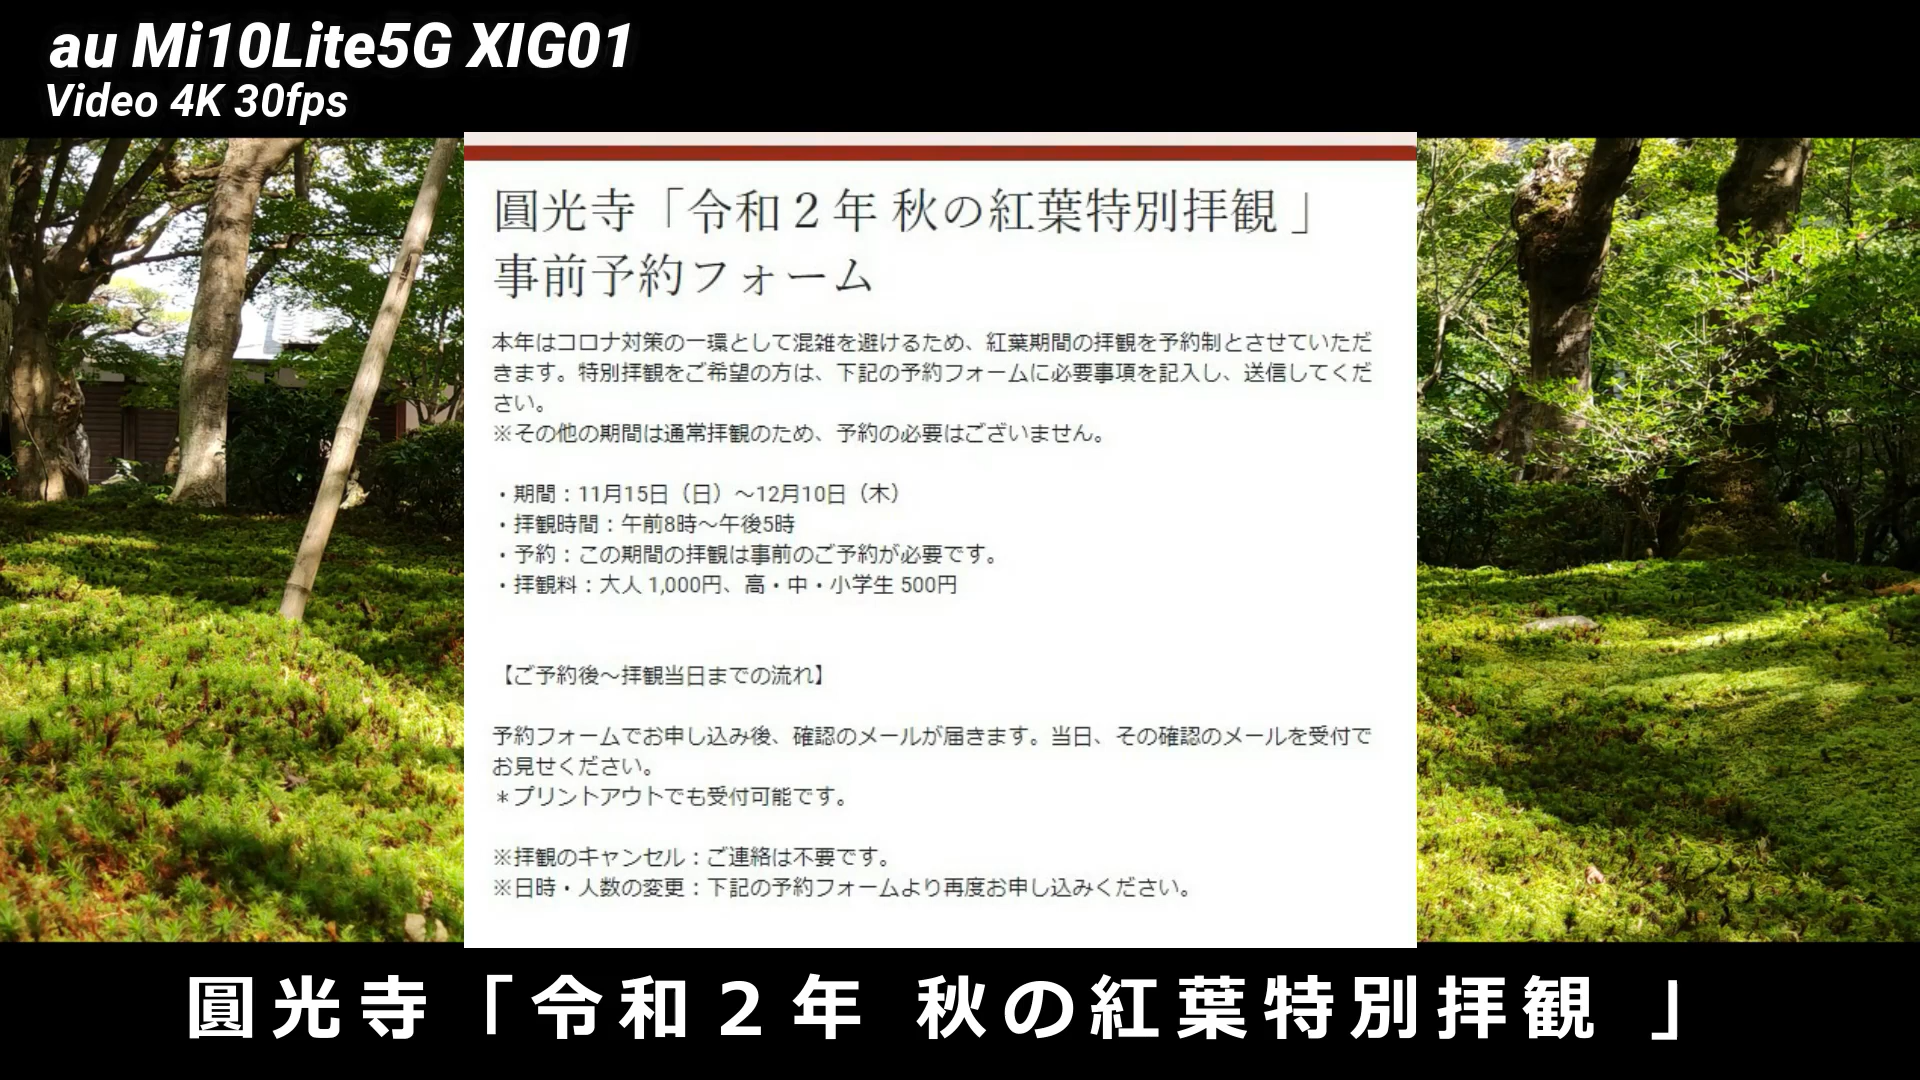 au Mi10Lite5G XIG01
Video 4K 30fps
圓光寺「令和２年 秋の紅葉特別拝観 」
事前予約フォーム
本年はコロナ対策の一環として混雑を避けるため、紅葉期間の拝観を予約制とさせていただ
きます。特別拝観をご希望の方は、下記の予約フォームに必要事項を記入し、送信してくだ
さい。
※その他の期間は通常拝観のため、予約の必要はございません。
・期間：11月15日（日）～12月10日（木）
・拝観時間：午前8時～午後5時
・予約：この期間の拝観は事前のご予約が必要です。
・拝観料：大人 1,000円、高・中・小学生 500円
【ご予約後～拝観当日までの流れ】
予約フォームでお申し込み後、確認のメールが届きます。当日、その確認のメールを受付で
お見せください。
＊プリントアウトでも受付可能です。
※拝観のキャンセル：ご連絡は不要です。
※日時・人数の変更：下記の予約フォームより再度お申し込みください。
圓光寺「令和２年 秋の紅葉特別拝観 」